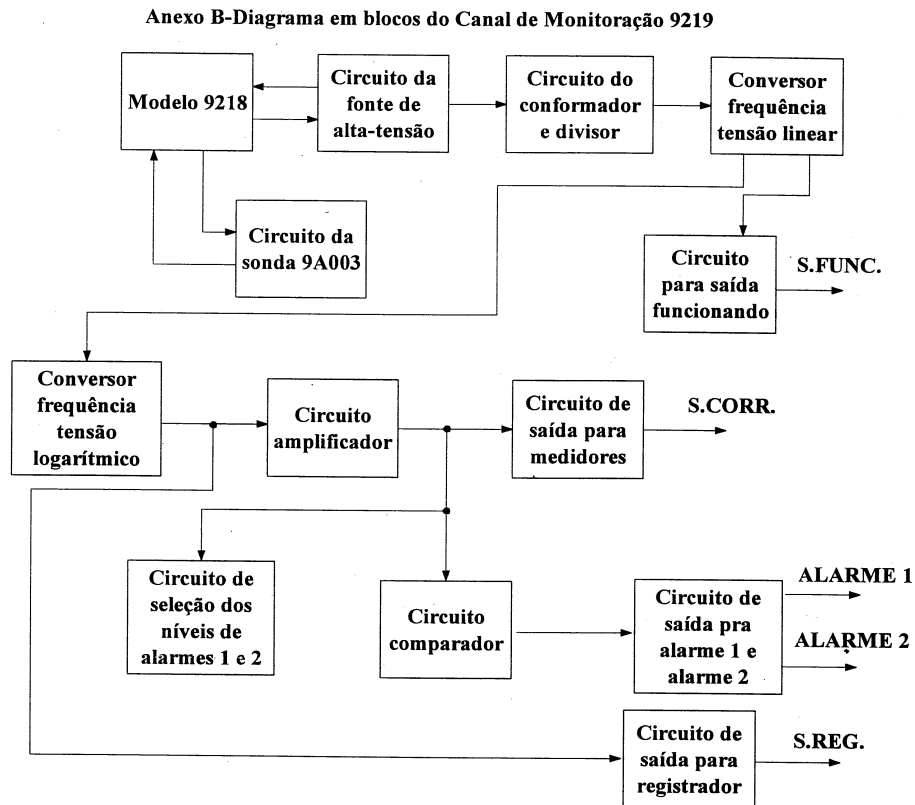 Anexo B-Diagrama em blocos do Canal de Monitoração 9219
Modelo 9218
Circuito da
fonte de
alta-tensão
Circuito do
conformador
e divisor
Conversor
frequência
tensão linear
Circuito da
sonda 9A003
Circuito
para saída
funcionando
S.FUNC.
Conversor
frequência
tensão
logarítmico
Circuito
amplificador
Circuito de
saída para
medidores
S.CORR.
Circuito de
seleção dos
níveis de
alarmes 1 e 2
Circuito
comparador
Circuito de
saída pra
alarme 1 e
alarme 2
ALARME 1
ALARME 2
Circuito de
saída para
registrador
S.REG.